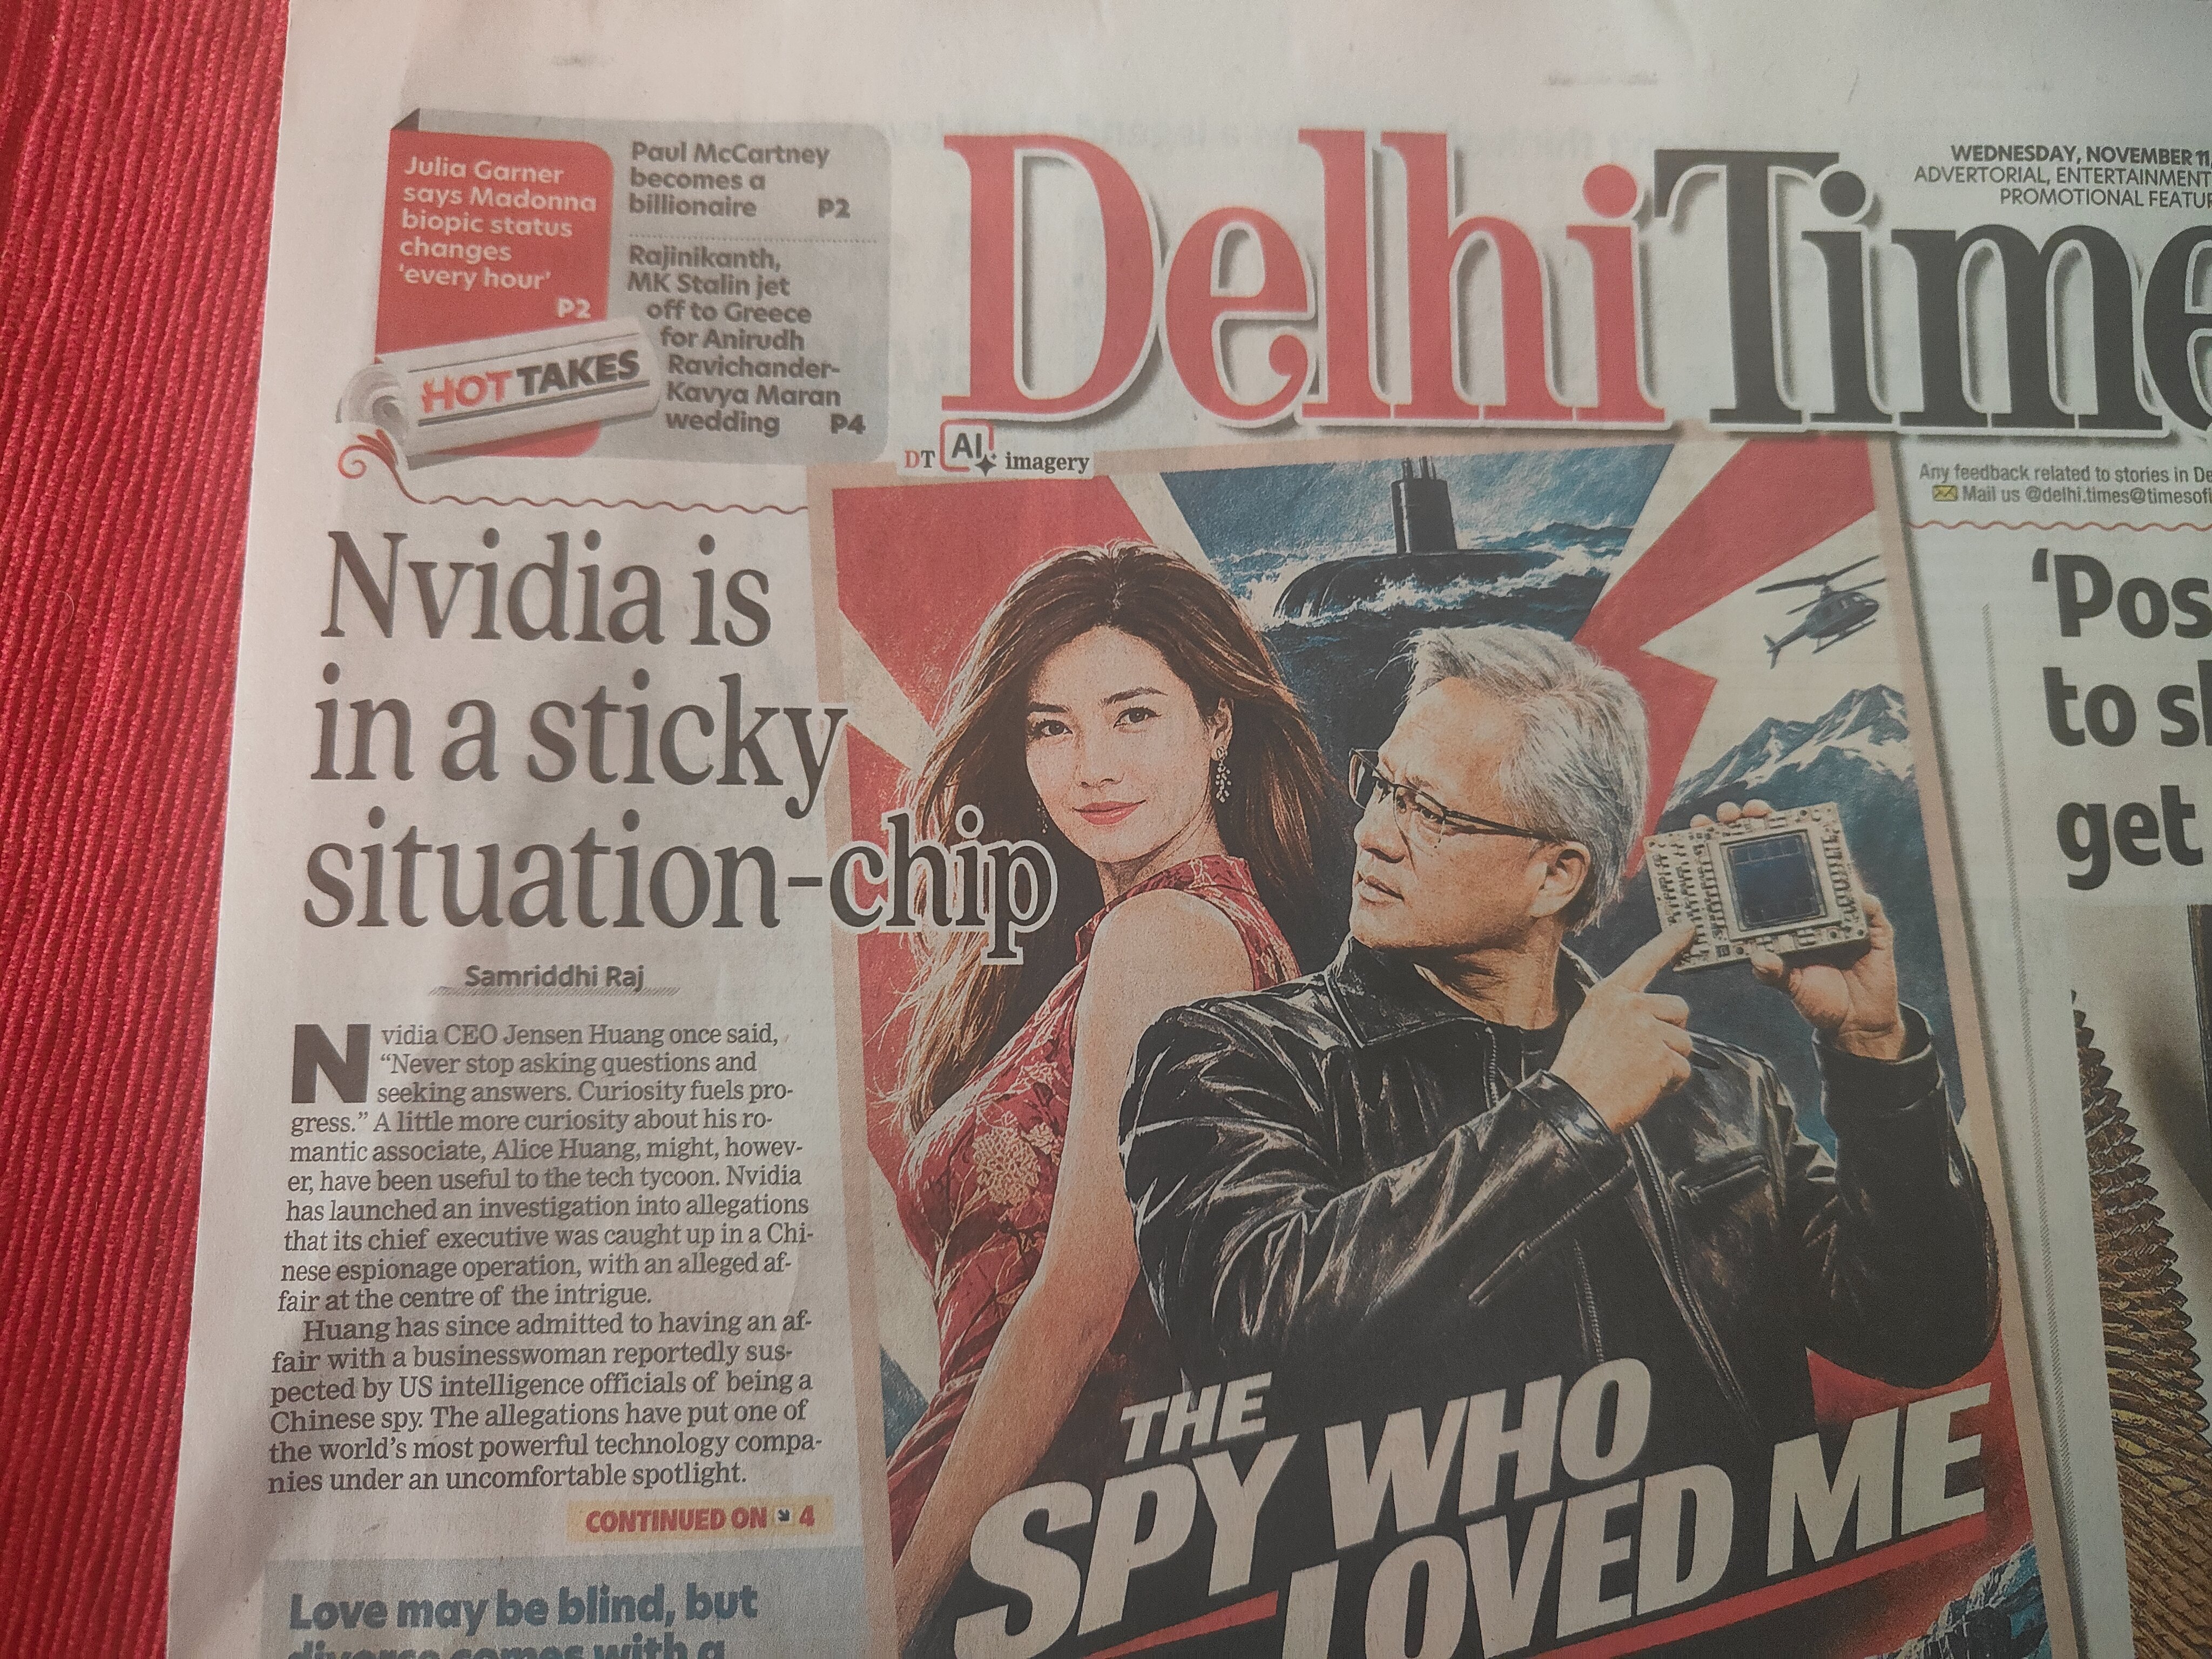 Julia Garner
says Madonna
biopic status
changes
'every hour'
P2
HOT TAKES
Paul McCartney
becomes a
billionaire P2
Rajinikanth,
MK Stalin jet
off to Greece
for Anirudh
Ravichander-
Kavya Maran
wedding P4
Delhi Time
WEDNESDAY, NOVEMBER 11,
ADVERTORIAL, ENTERTAINMENT
PROMOTIONAL FEATUR
DT AI imagery
Any feedback related to stories in De
Mail us @delhi.times@timesofi
Nvidia is
in a sticky
situation-chip
Samriddhi Raj
Nvidia CEO Jensen Huang once said,
“Never stop asking questions and
seeking answers. Curiosity fuels pro-
gress.” A little more curiosity about his ro-
mantic associate, Alice Huang, might, howev-
er, have been useful to the tech tycoon. Nvidia
has launched an investigation into allegations
that its chief executive was caught up in a Chi-
nese espionage operation, with an alleged af-
fair at the centre of the intrigue.
Huang has since admitted to having an af-
fair with a businesswoman reportedly sus-
pected by US intelligence officials of being a
Chinese spy. The allegations have put one of
the world's most powerful technology compa-
nies under an uncomfortable spotlight.
CONTINUED ON 4
Love may be blind, but
comes with a
THE
SPY WHO
LOVED ME
‘Pos
to sl
get